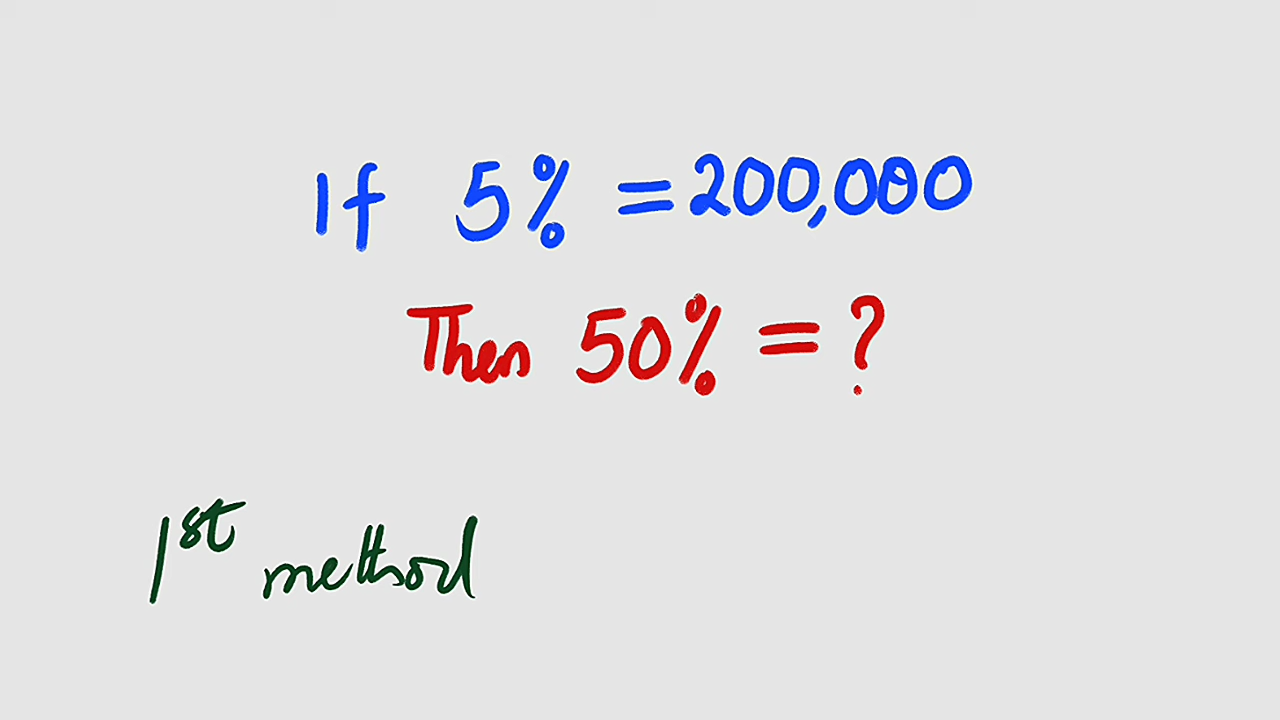 If 5% = 200,000
Then 50% = ?
1st method